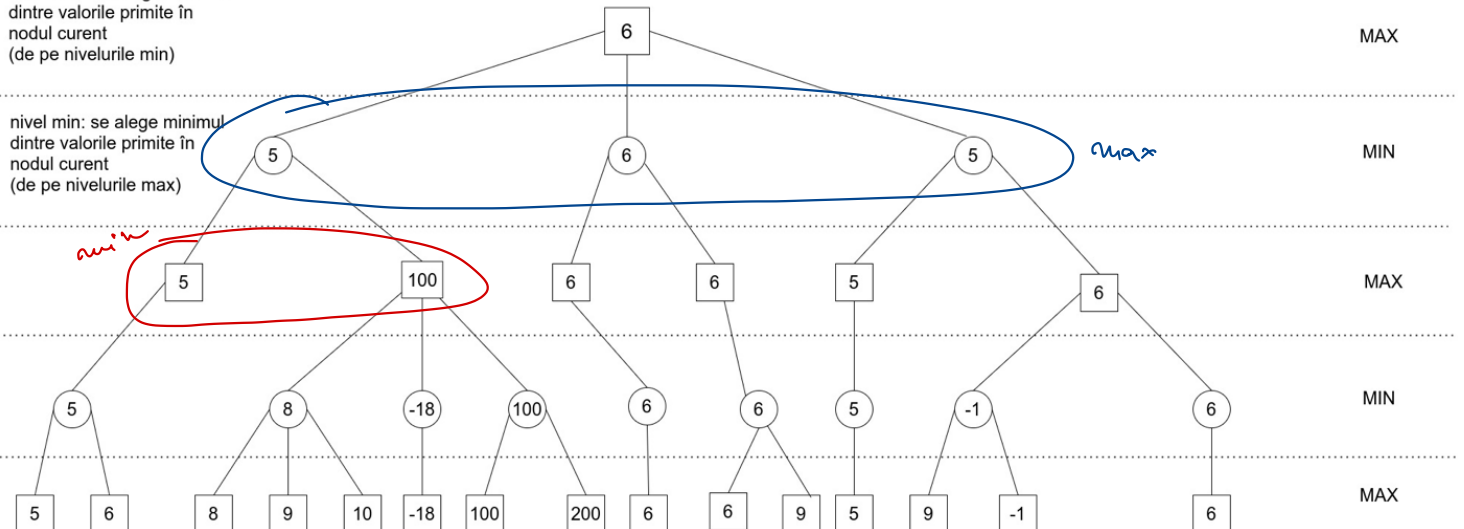 dintre valorile primite în
nodul curent
(de pe nivelurile min)
6
MAX
nivel min: se alege minimul
dintre valorile primite în
nodul curent
(de pe nivelurile max)
5 6 5
max
MIN
min
5 100 6 6 5 6
MAX
5 8 -18 100 6 6 5 -1 6
MIN
5 6 8 9 10 -18 100 200 6 6 9 5 9 -1 6
MAX